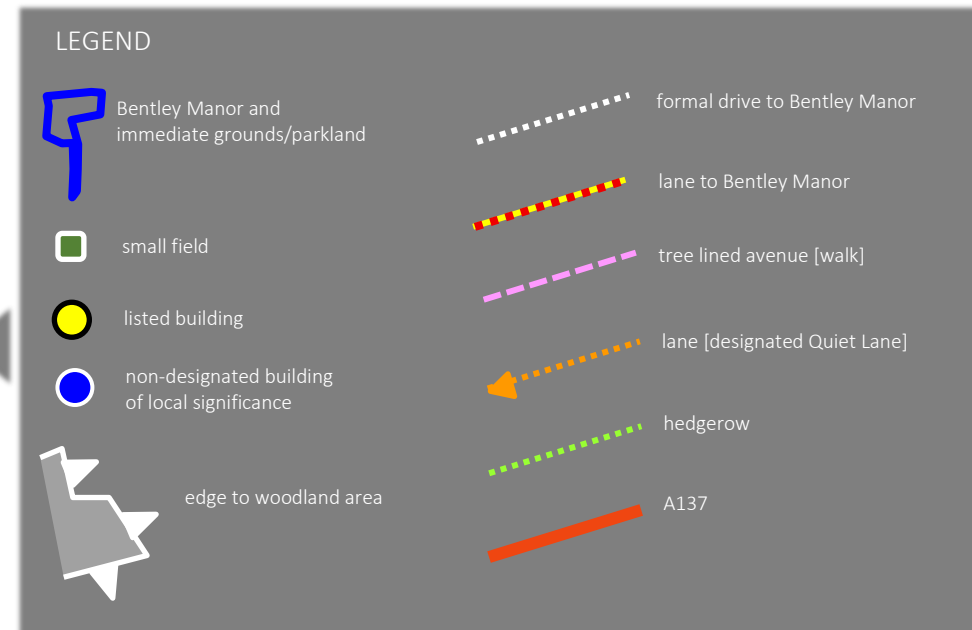 LEGEND
Bentley Manor and
immediate grounds/parkland
small field
listed building
non-designated building
of local significance
edge to woodland area
formal drive to Bentley Manor
lane to Bentley Manor
tree lined avenue [walk]
lane [designated Quiet Lane]
hedgerow
A137